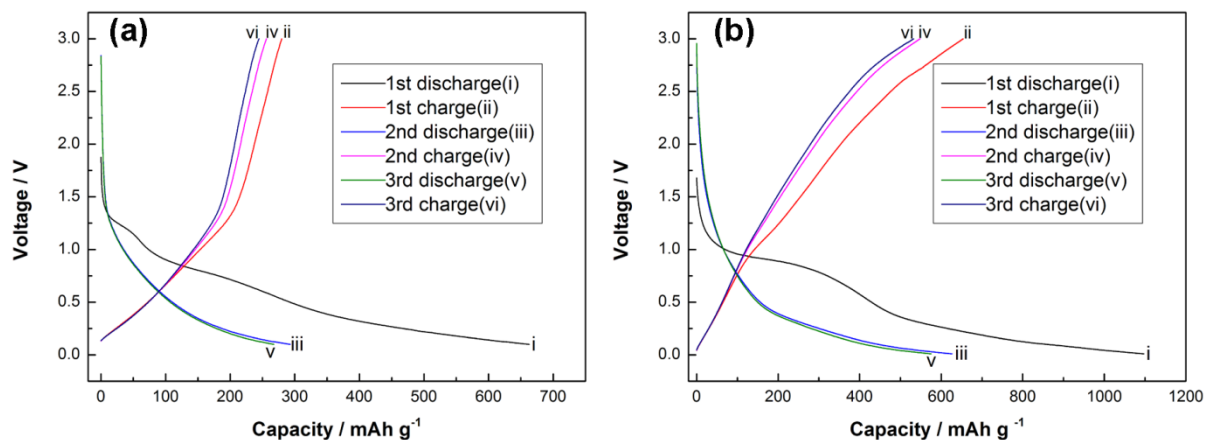 (a)
vi iv ii
3.0
2.5
2.0
1.5
1.0
0.5
0.0
Voltage / V
1st discharge(i)
1st charge(ii)
2nd discharge(iii)
2nd charge(iv)
3rd discharge(v)
3rd charge(vi)
v iii i
0 100 200 300 400 500 600 700
Capacity / mAh g⁻¹
(b)
vi iv ii
3.0
2.5
2.0
1.5
1.0
0.5
0.0
Voltage / V
1st discharge(i)
1st charge(ii)
2nd discharge(iii)
2nd charge(iv)
3rd discharge(v)
3rd charge(vi)
v iii i
0 200 400 600 800 1000 1200
Capacity / mAh g⁻¹